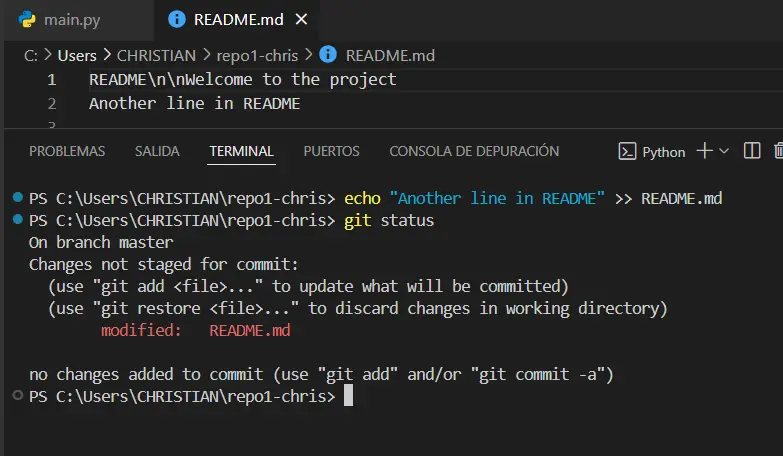 main.py README.md ×
C: > Users > CHRISTIAN > repo1-chris > README.md
1 README\n\nWelcome to the project
2 Another line in README
3
PROBLEMAS SALIDA TERMINAL PUERTOS CONSOLA DE DEPURACIÓN Python
PS C:\Users\CHRISTIAN\repo1-chris> echo "Another line in README" >> README.md
PS C:\Users\CHRISTIAN\repo1-chris> git status
On branch master
Changes not staged for commit:
  (use "git add <file>..." to update what will be committed)
  (use "git restore <file>..." to discard changes in working directory)
        modified:   README.md

no changes added to commit (use "git add" and/or "git commit -a")
PS C:\Users\CHRISTIAN\repo1-chris>